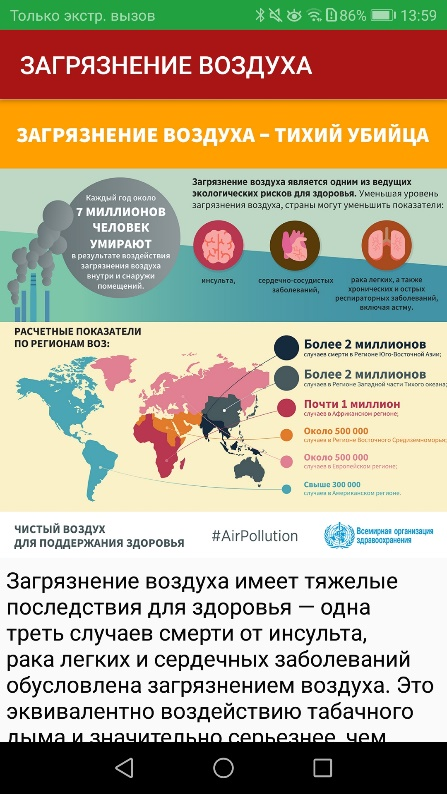 Только экстр. вызов
86%
13:59
ЗАГРЯЗНЕНИЕ ВОЗДУХА
ЗАГРЯЗНЕНИЕ ВОЗДУХА – ТИХИЙ УБИЙЦА
Каждый год около
7 МИЛЛИОНОВ
ЧЕЛОВЕК
УМИРАЮТ
в результате воздействия
загрязнения воздуха
внутри и снаружи
помещений.
Загрязнение воздуха является одним из ведущих
экологических рисков для здоровья. Уменьшая уровень
загрязнения воздуха, страны могут уменьшить показатели:
инсульта,
сердечно-сосудистых
заболеваний,
рака легких, а также
хронических и острых
респираторных заболеваний,
включая астму.
РАСЧЕТНЫЕ ПОКАЗАТЕЛИ
ПО РЕГИОНАМ ВОЗ:
Более 2 миллионов
случаев смерти в Регионе Юго-Восточной Азии;
Более 2 миллионов
случаев в Регионе Западной части Тихого океана;
Почти 1 миллион
случаев в Африканском регионе;
Около 500 000
случаев в Регионе Восточного Средиземноморья;
Около 500 000
случаев в Европейском регионе;
Свыше 300 000
случаев в Американском регионе.
ЧИСТЫЙ ВОЗДУХ
ДЛЯ ПОДДЕРЖАНИЯ ЗДОРОВЬЯ
#AirPollution
Всемирная организация
здравоохранения
Загрязнение воздуха имеет тяжелые
последствия для здоровья — одна
треть случаев смерти от инсульта,
рака легких и сердечных заболеваний
обусловлена загрязнением воздуха. Это
эквивалентно воздействию табачного
дыма и значительно серьезнее, чем